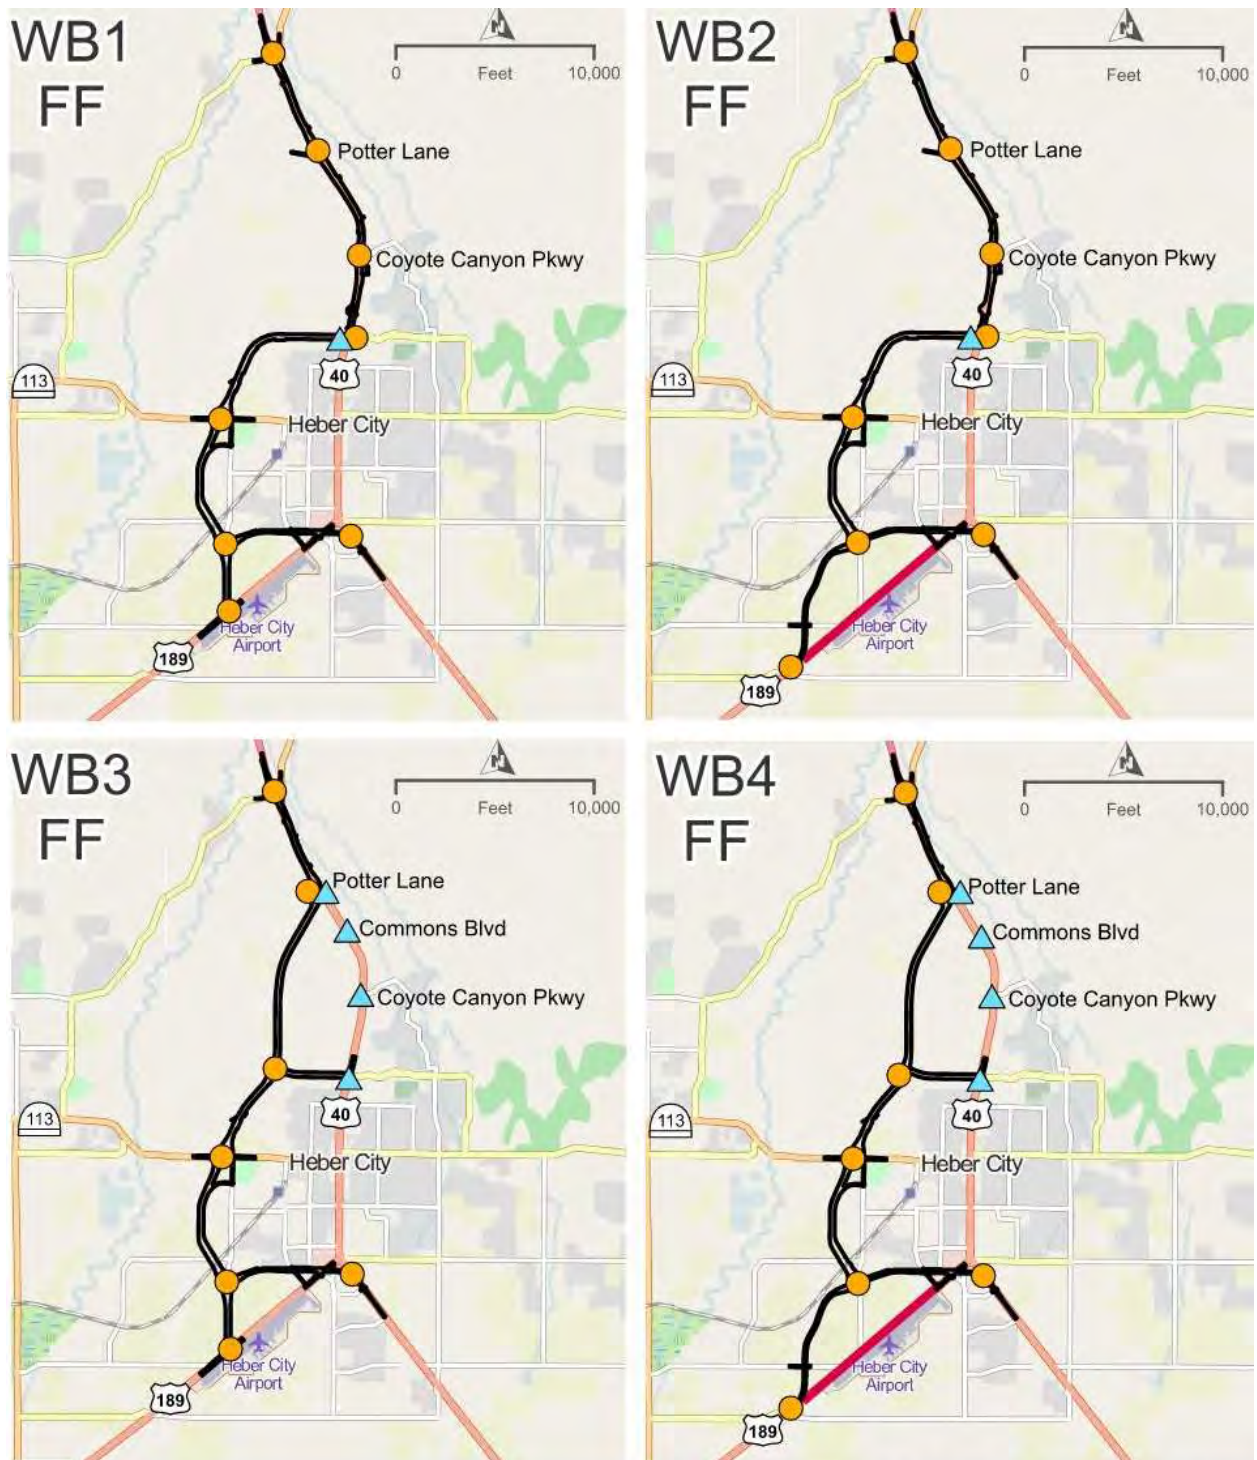 WB1
FF
N
0 Feet 10,000
Potter Lane
Coyote Canyon Pkwy
40
113
Heber City
Heber City
Airport
189
WB2
FF
N
0 Feet 10,000
Potter Lane
Coyote Canyon Pkwy
40
113
Heber City
Heber City
Airport
189
WB3
FF
N
0 Feet 10,000
Potter Lane
Commons Blvd
Coyote Canyon Pkwy
40
113
Heber City
Heber City
Airport
189
WB4
FF
N
0 Feet 10,000
Potter Lane
Commons Blvd
Coyote Canyon Pkwy
40
113
Heber City
Heber City
Airport
189